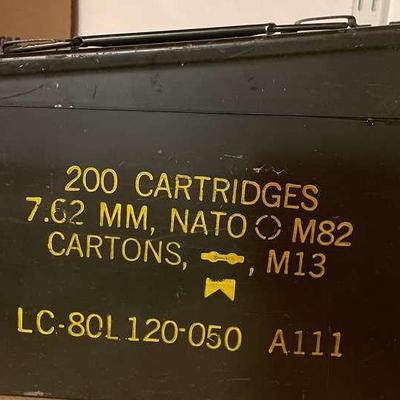 200 CARTRIDGES
7.62 MM, NATO M82
CARTONS, , M13
LC-80L120-050 A111